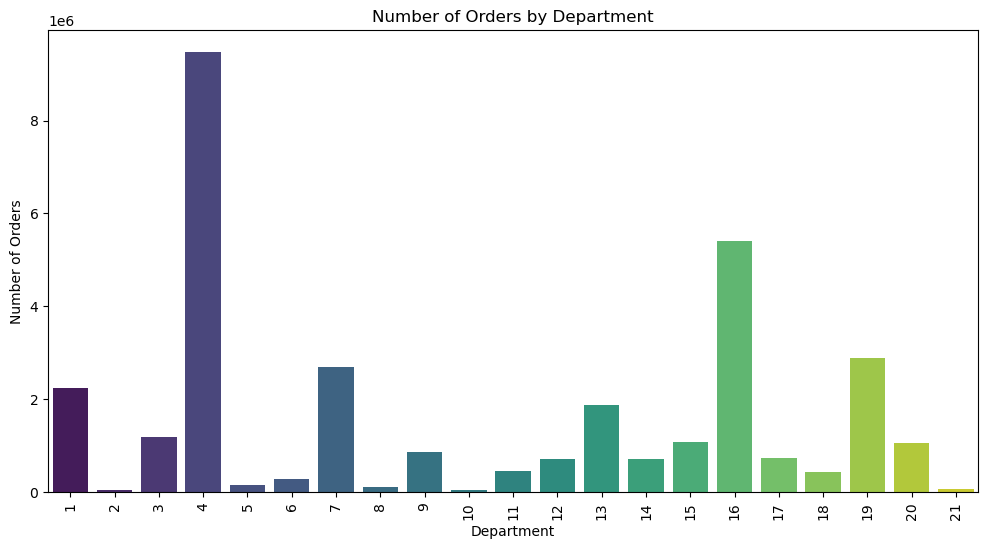 Number of Orders by Department
1e6
8
6
4
2
0
Number of Orders
1 2 3 4 5 6 7 8 9 10 11 12 13 14 15 16 17 18 19 20 21
Department